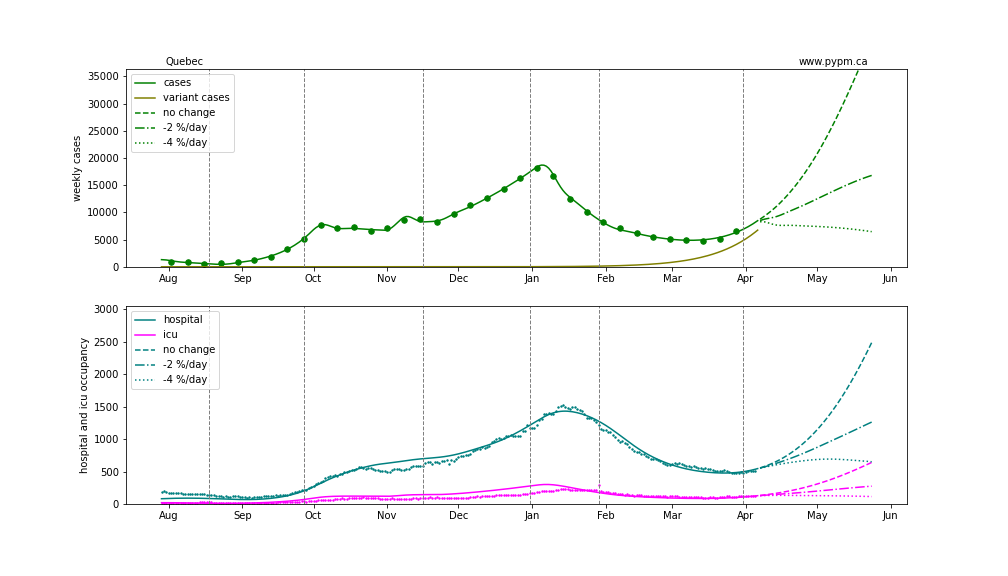 Quebec
www.pypm.ca
35000
30000
25000
20000
15000
10000
5000
0
weekly cases
cases
variant cases
no change
-2 %/day
-4 %/day
Aug Sep Oct Nov Dec Jan Feb Mar Apr May Jun
3000
2500
2000
1500
1000
500
0
hospital and icu occupancy
hospital
icu
no change
-2 %/day
-4 %/day
Aug Sep Oct Nov Dec Jan Feb Mar Apr May Jun